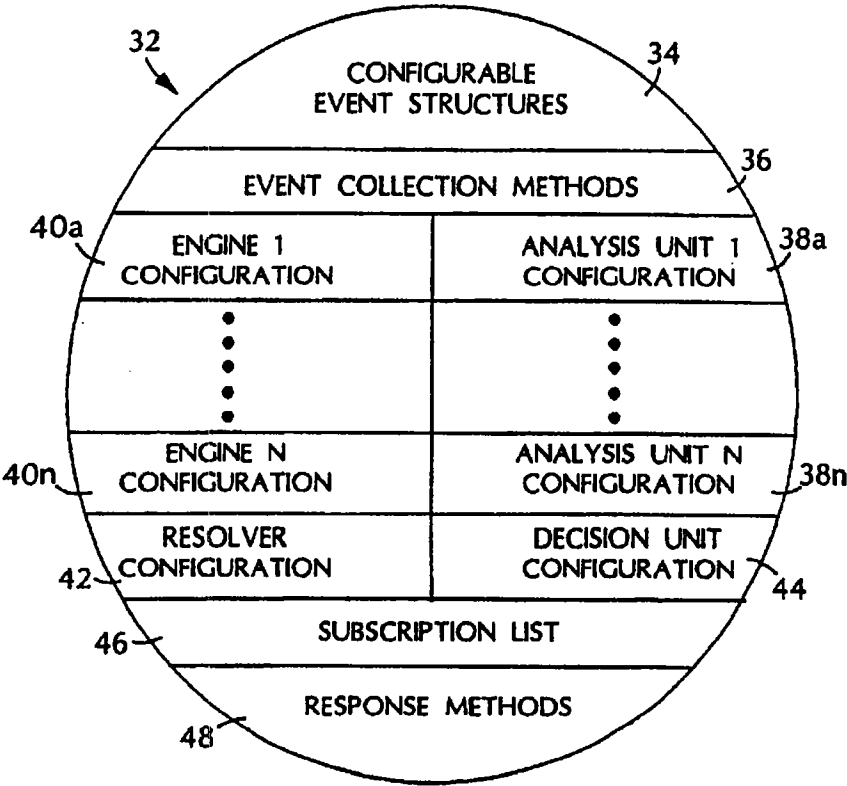 32
34
CONFIGURABLE
EVENT STRUCTURES
36
EVENT COLLECTION METHODS
40a
ENGINE 1
CONFIGURATION
ANALYSIS UNIT 1
CONFIGURATION
38a
40n
ENGINE N
CONFIGURATION
ANALYSIS UNIT N
CONFIGURATION
38n
42
RESOLVER
CONFIGURATION
DECISION UNIT
CONFIGURATION
44
46
SUBSCRIPTION LIST
48
RESPONSE METHODS